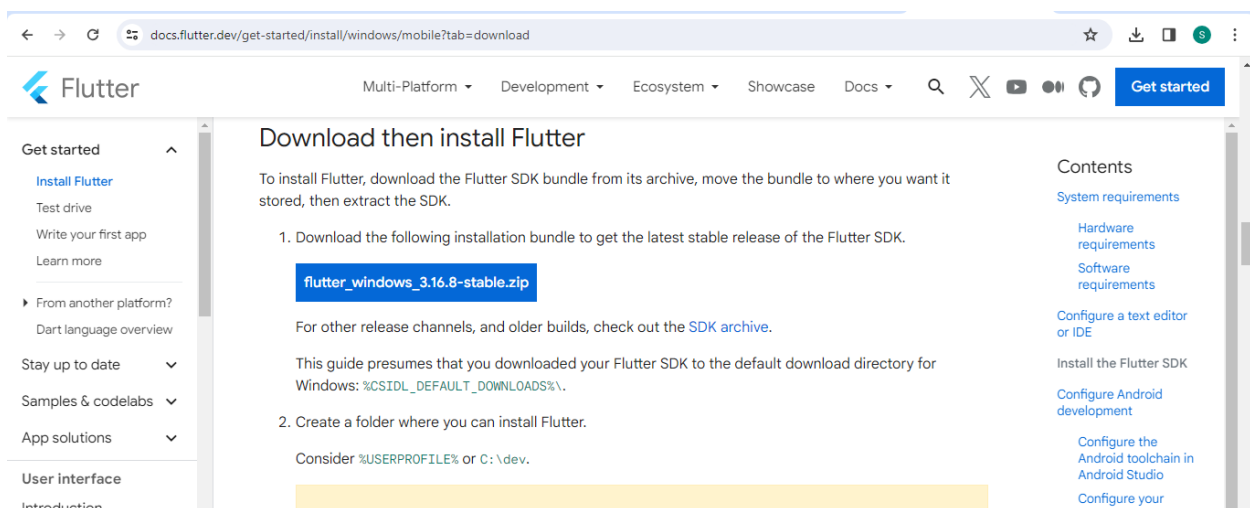 docs.flutter.dev/get-started/install/windows/mobile?tab=download
S
Flutter
Multi-Platform
Development
Ecosystem
Showcase
Docs
Get started
Get started
Install Flutter
Test drive
Write your first app
Learn more
From another platform?
Dart language overview
Stay up to date
Samples & codelabs
App solutions
User interface
Introduction
Download then install Flutter
To install Flutter, download the Flutter SDK bundle from its archive, move the bundle to where you want it
stored, then extract the SDK.
1. Download the following installation bundle to get the latest stable release of the Flutter SDK.
flutter_windows_3.16.8-stable.zip
For other release channels, and older builds, check out the SDK archive.
This guide presumes that you downloaded your Flutter SDK to the default download directory for
Windows: %CSIDL_DEFAULT_DOWNLOADS%\.
2. Create a folder where you can install Flutter.
Consider %USERPROFILE% or C:\dev.
Contents
System requirements
Hardware
requirements
Software
requirements
Configure a text editor
or IDE
Install the Flutter SDK
Configure Android
development
Configure the
Android toolchain in
Android Studio
Configure your